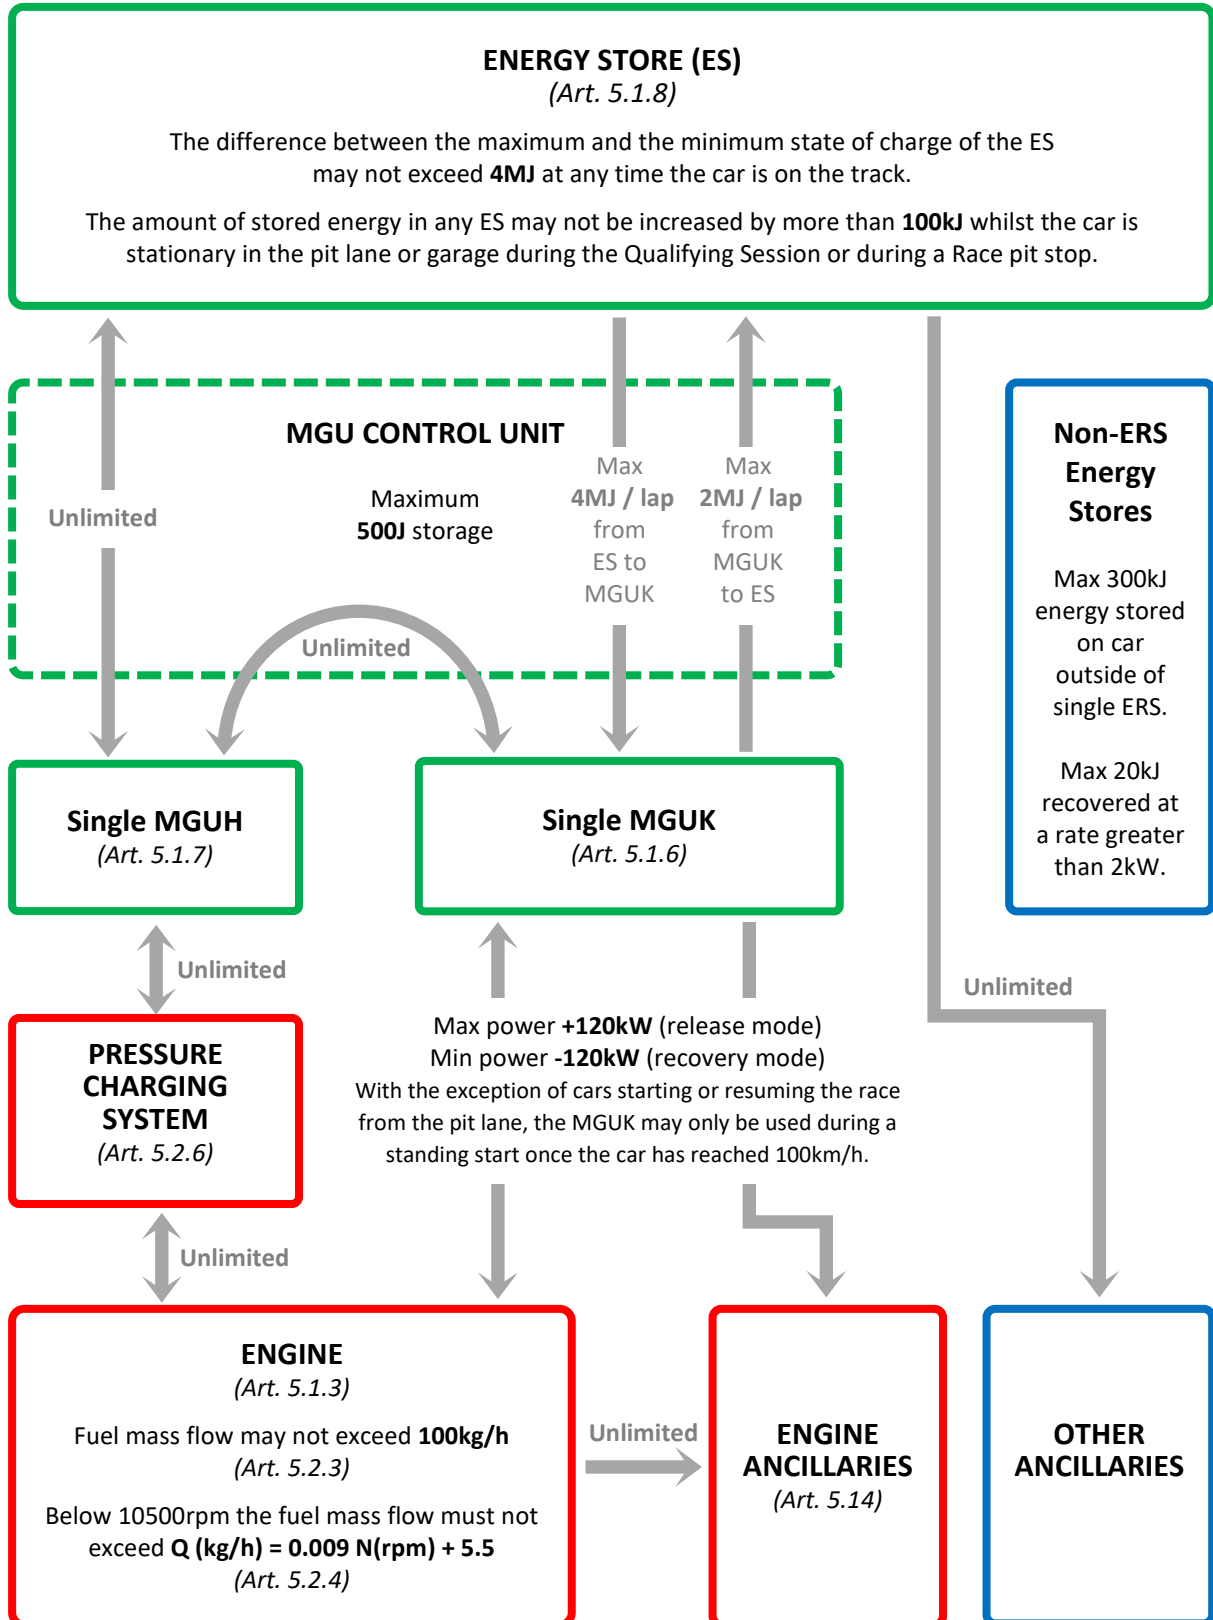 ENERGY STORE (ES)
(Art. 5.1.8)
The difference between the maximum and the minimum state of charge of the ES
may not exceed 4MJ at any time the car is on the track.
The amount of stored energy in any ES may not be increased by more than 100kJ whilst the car is
stationary in the pit lane or garage during the Qualifying Session or during a Race pit stop.
MGU CONTROL UNIT
Maximum
500J storage
Unlimited
Max
4MJ / lap
from
ES to
MGUK
Max
2MJ / lap
from
MGUK
to ES
Unlimited
Non-ERS
Energy
Stores
Max 300kJ
energy stored
on car
outside of
single ERS.
Max 20kJ
recovered at
a rate greater
than 2kW.
Single MGUH
(Art. 5.1.7)
Single MGUK
(Art. 5.1.6)
Unlimited
Unlimited
Max power +120kW (release mode)
Min power -120kW (recovery mode)
With the exception of cars starting or resuming the race
from the pit lane, the MGUK may only be used during a
standing start once the car has reached 100km/h.
PRESSURE
CHARGING
SYSTEM
(Art. 5.2.6)
Unlimited
ENGINE
(Art. 5.1.3)
Fuel mass flow may not exceed 100kg/h
(Art. 5.2.3)
Below 10500rpm the fuel mass flow must not
exceed Q (kg/h) = 0.009 N(rpm) + 5.5
(Art. 5.2.4)
Unlimited
ENGINE
ANCILLARIES
(Art. 5.14)
OTHER
ANCILLARIES